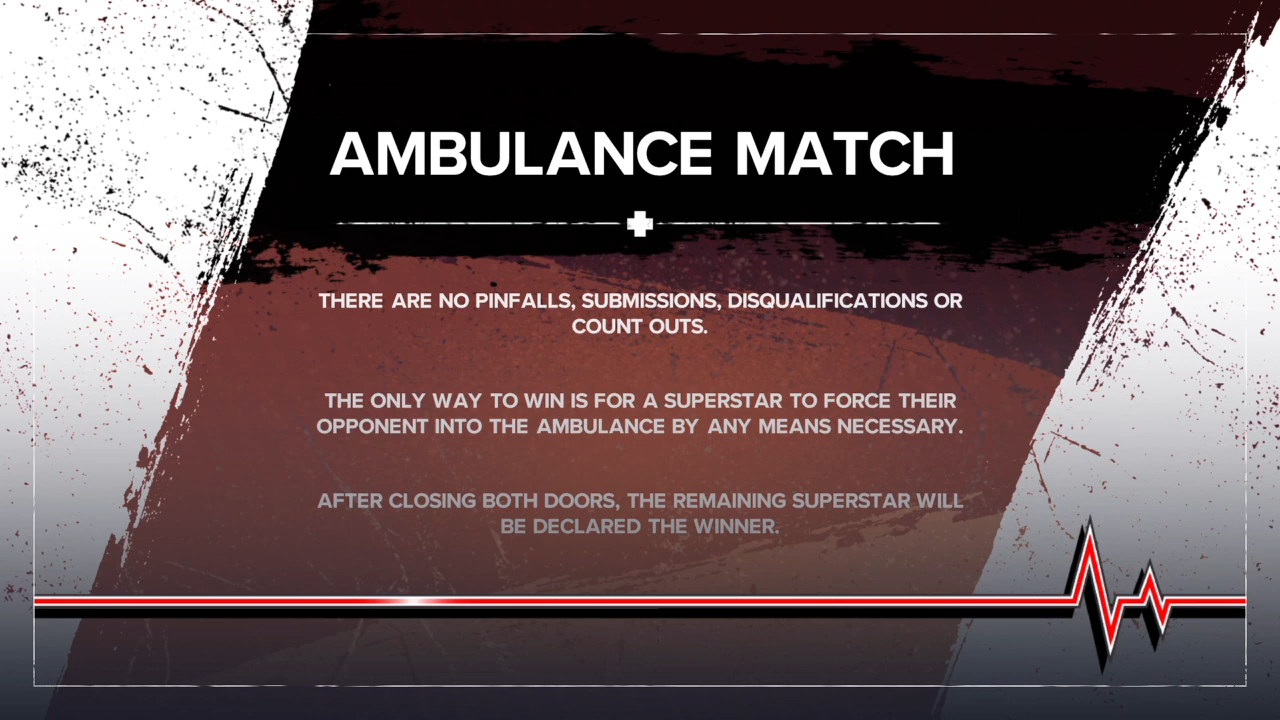 AMBULANCE MATCH
THERE ARE NO PINFALLS, SUBMISSIONS, DISQUALIFICATIONS OR
COUNT OUTS.
THE ONLY WAY TO WIN IS FOR A SUPERSTAR TO FORCE THEIR
OPPONENT INTO THE AMBULANCE BY ANY MEANS NECESSARY.
AFTER CLOSING BOTH DOORS, THE REMAINING SUPERSTAR WILL
BE DECLARED THE WINNER.